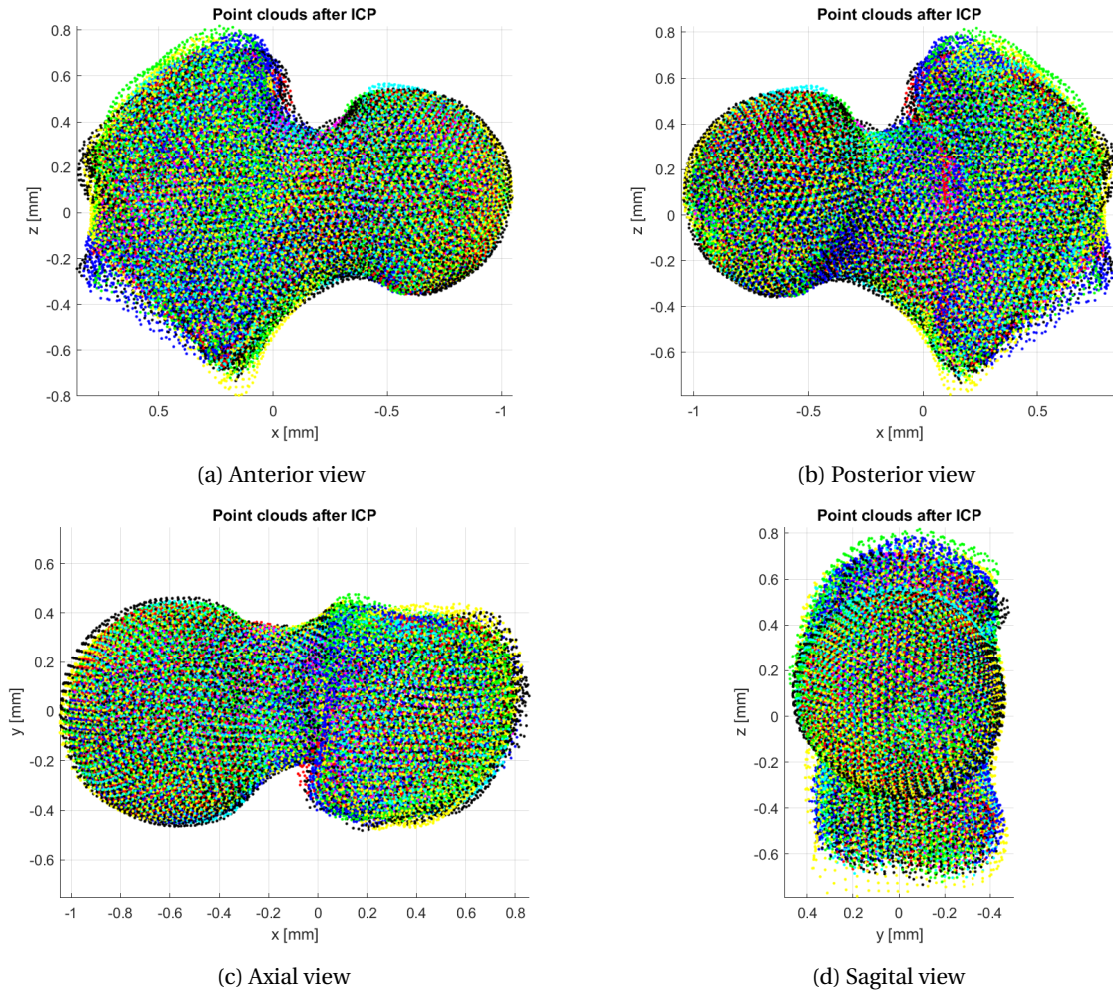 Point clouds after ICP
0.8
0.6
0.4
0.2
0
-0.2
-0.4
-0.6
-0.8
z [mm]
0.5 0 -0.5 -1
x [mm]
(a) Anterior view
Point clouds after ICP
0.8
0.6
0.4
0.2
0
-0.2
-0.4
-0.6
z [mm]
-1 -0.5 0 0.5
x [mm]
(b) Posterior view
Point clouds after ICP
0.6
0.4
0.2
0
-0.2
-0.4
-0.6
y [mm]
-1 -0.8 -0.6 -0.4 -0.2 0 0.2 0.4 0.6 0.8
x [mm]
(c) Axial view
Point clouds after ICP
0.8
0.6
0.4
0.2
0
-0.2
-0.4
-0.6
z [mm]
0.4 0.2 0 -0.2 -0.4
y [mm]
(d) Sagital view